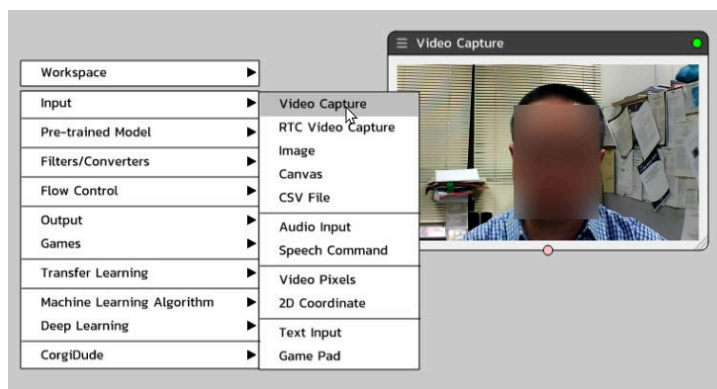 Video Capture
Workspace
Input
Pre-trained Model
Filters/Converters
Flow Control
Output
Games
Transfer Learning
Machine Learning Algorithm
Deep Learning
CorgiDude
Video Capture
RTC Video Capture
Image
Canvas
CSV File
Audio Input
Speech Command
Video Pixels
2D Coordinate
Text Input
Game Pad